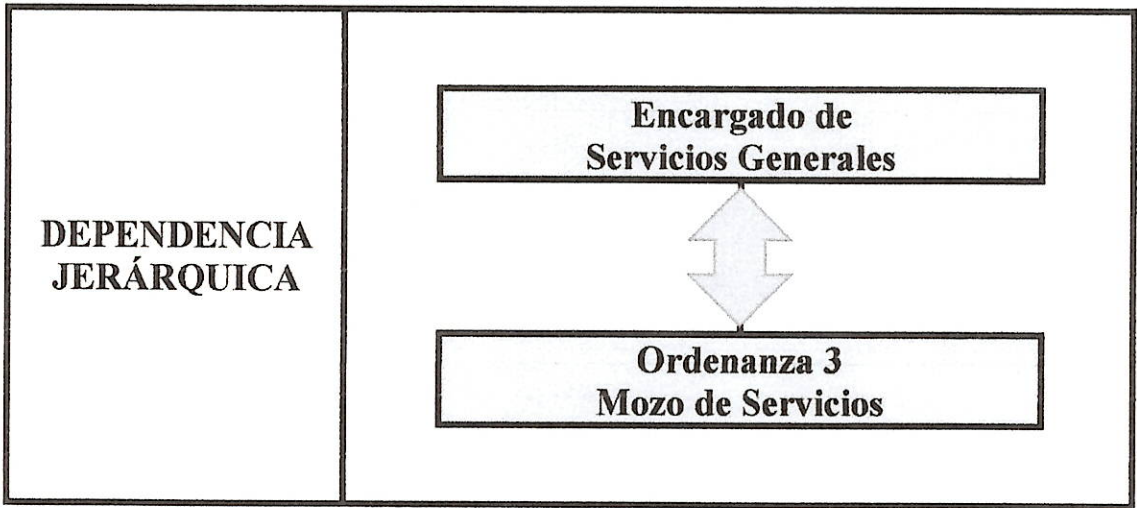 DEPENDENCIA
JERÁRQUICA
Encargado de
Servicios Generales
Ordenanza 3
Mozo de Servicios